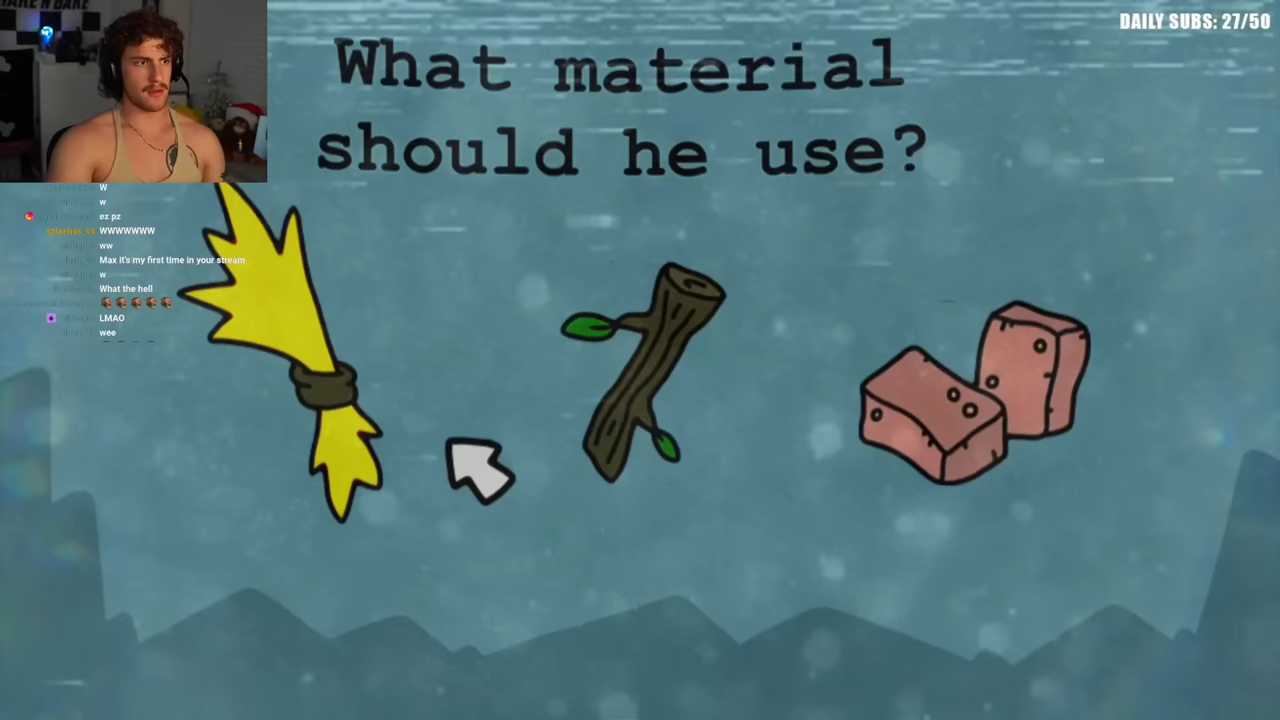 DAILY SUBS: 27/50
What material
should he use?
W
w
ez pz
splashes_ss WWWWWWW
ww
Max it's my first time in your stream
w
What the hell
LMAO
wee